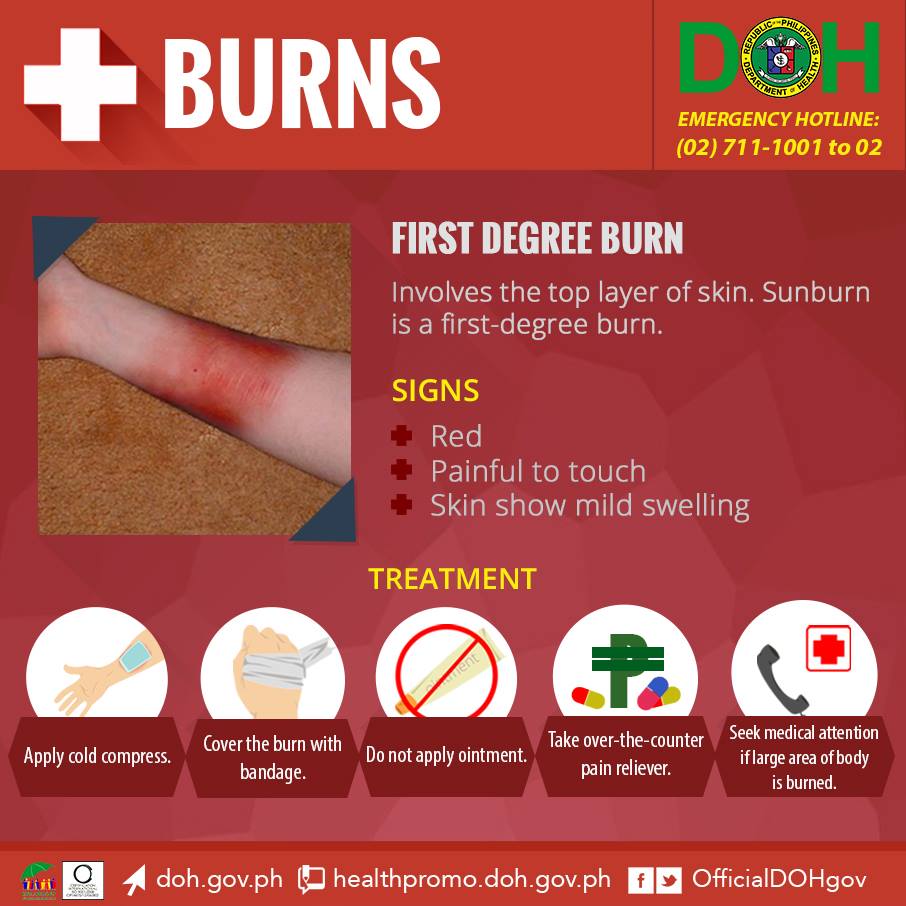 BURNS
DOH
REPUBLIC OF THE PHILIPPINES
DEPARTMENT OF HEALTH
EMERGENCY HOTLINE:
(02) 711-1001 to 02
FIRST DEGREE BURN
Involves the top layer of skin. Sunburn
is a first-degree burn.
SIGNS
Red
Painful to touch
Skin show mild swelling
TREATMENT
ointment
P
Apply cold compress.
Cover the burn with
bandage.
Do not apply ointment.
Take over-the-counter
pain reliever.
Seek medical attention
if large area of body
is burned.
doh.gov.ph
healthpromo.doh.gov.ph
OfficialDOHgov